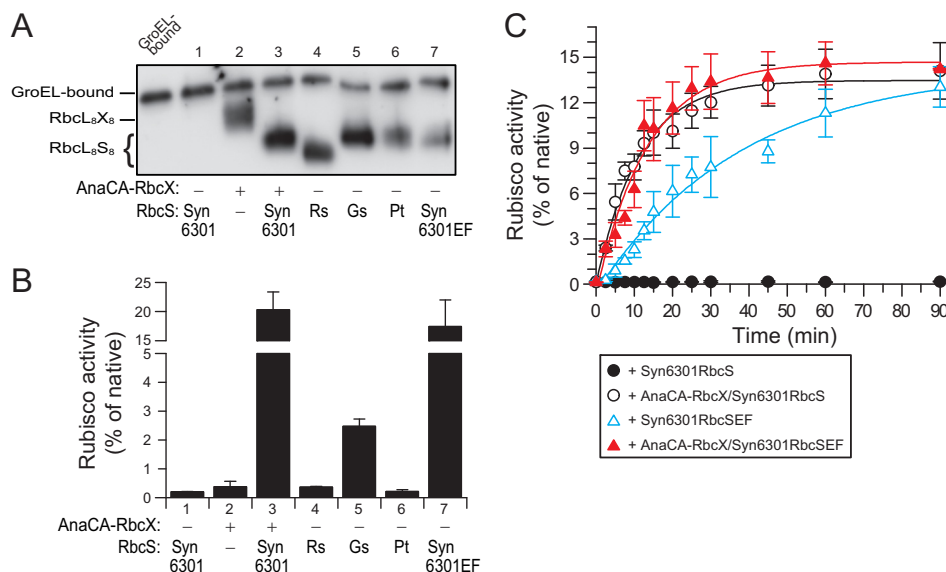 A
GroEL-
bound
1 2 3 4 5 6 7
GroEL-bound
RbcL₈X₈
RbcL₈S₈
AnaCA-RbcX: – + + – – – –
RbcS: Syn 6301 – Syn 6301 Rs Gs Pt Syn 6301EF
B
Rubisco activity
(% of native)
25
20
15
10
5
5
4
3
2
1
0
1 2 3 4 5 6 7
AnaCA-RbcX: – + + – – – –
RbcS: Syn 6301 – Syn 6301 Rs Gs Pt Syn 6301EF
C
Rubisco activity
(% of native)
15
12
9
6
3
0
0 10 20 30 40 50 60 70 80 90
Time (min)
+ Syn6301RbcS
+ AnaCA-RbcX/Syn6301RbcS
+ Syn6301RbcSEF
+ AnaCA-RbcX/Syn6301RbcSEF